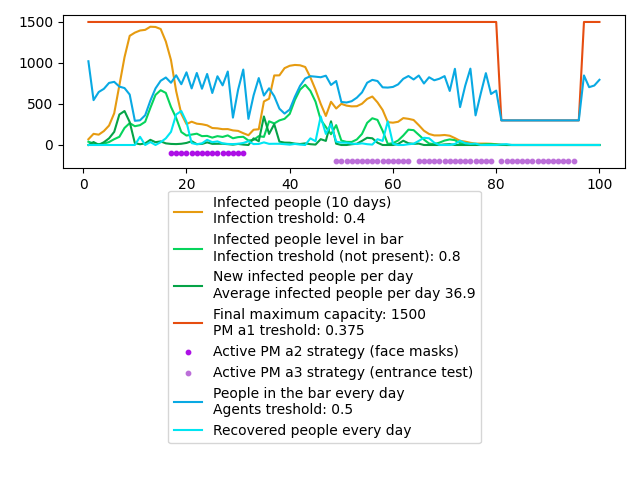 1500
1000
500
0
0 20 40 60 80 100
Infected people (10 days)
Infection treshold: 0.4
Infected people level in bar
Infection treshold (not present): 0.8
New infected people per day
Average infected people per day 36.9
Final maximum capacity: 1500
PM a1 treshold: 0.375
Active PM a2 strategy (face masks)
Active PM a3 strategy (entrance test)
People in the bar every day
Agents treshold: 0.5
Recovered people every day